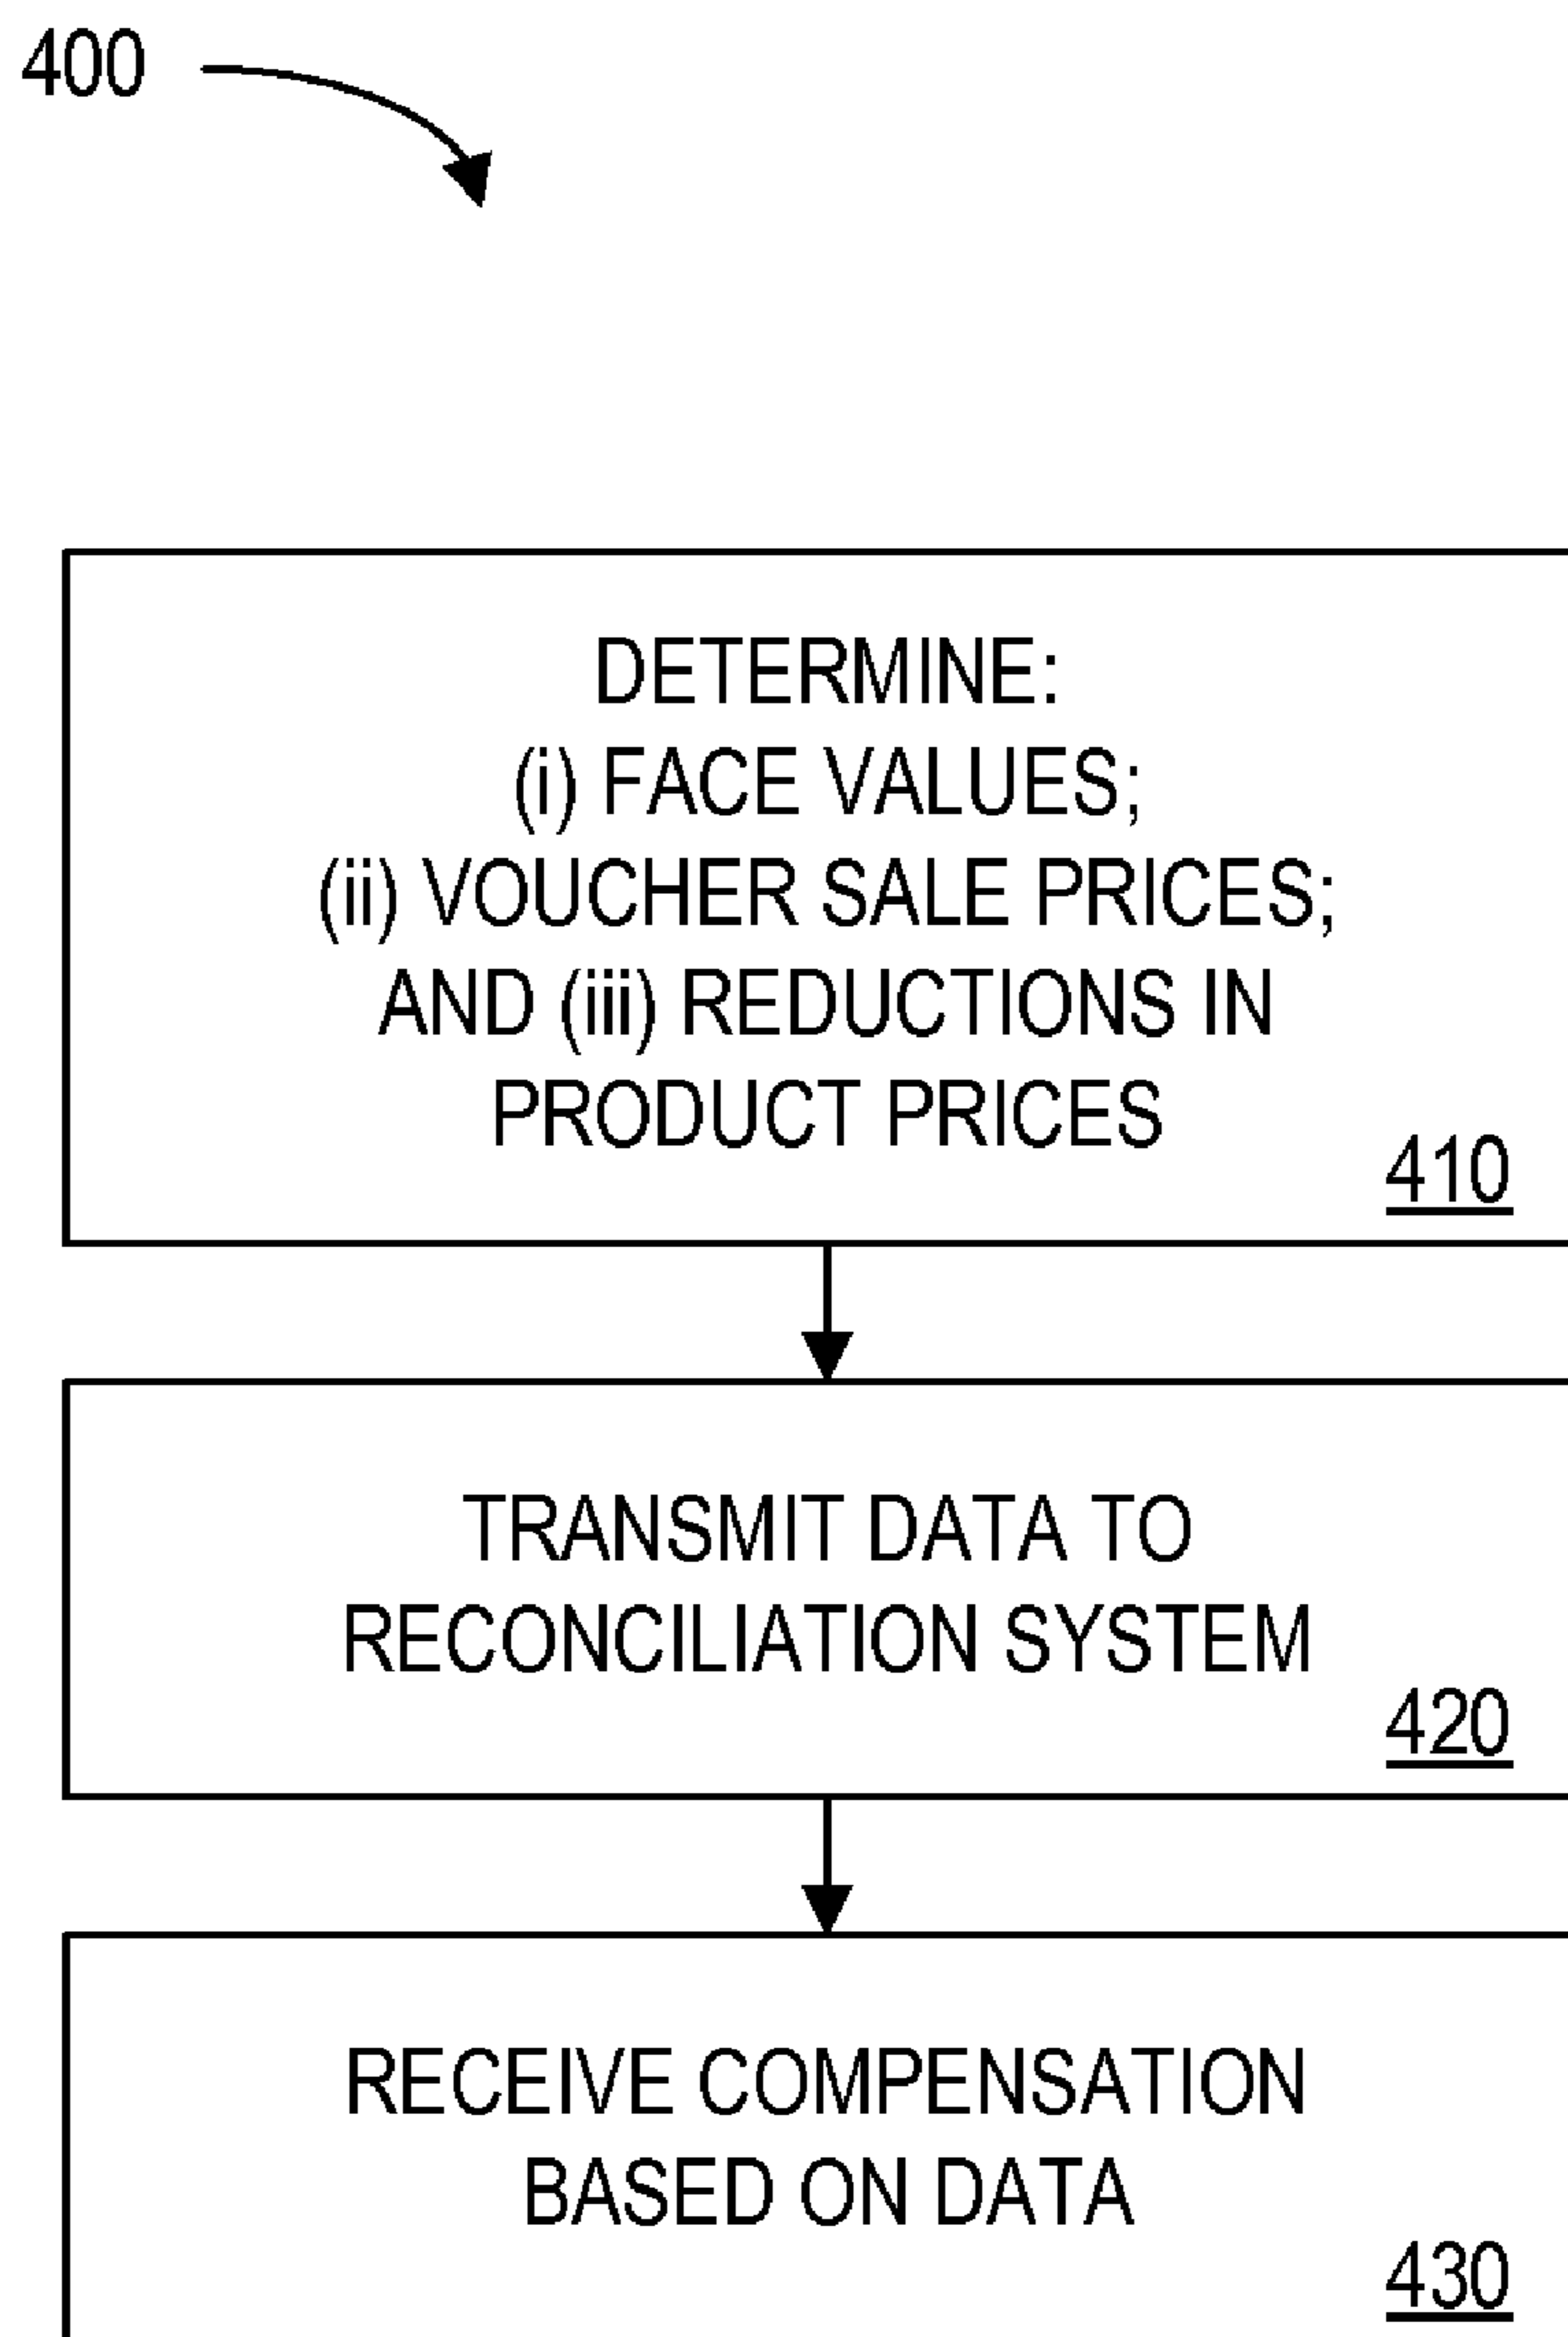 400
DETERMINE:
(i) FACE VALUES;
(ii) VOUCHER SALE PRICES;
AND (iii) REDUCTIONS IN
PRODUCT PRICES
410
TRANSMIT DATA TO
RECONCILIATION SYSTEM
420
RECEIVE COMPENSATION
BASED ON DATA
430